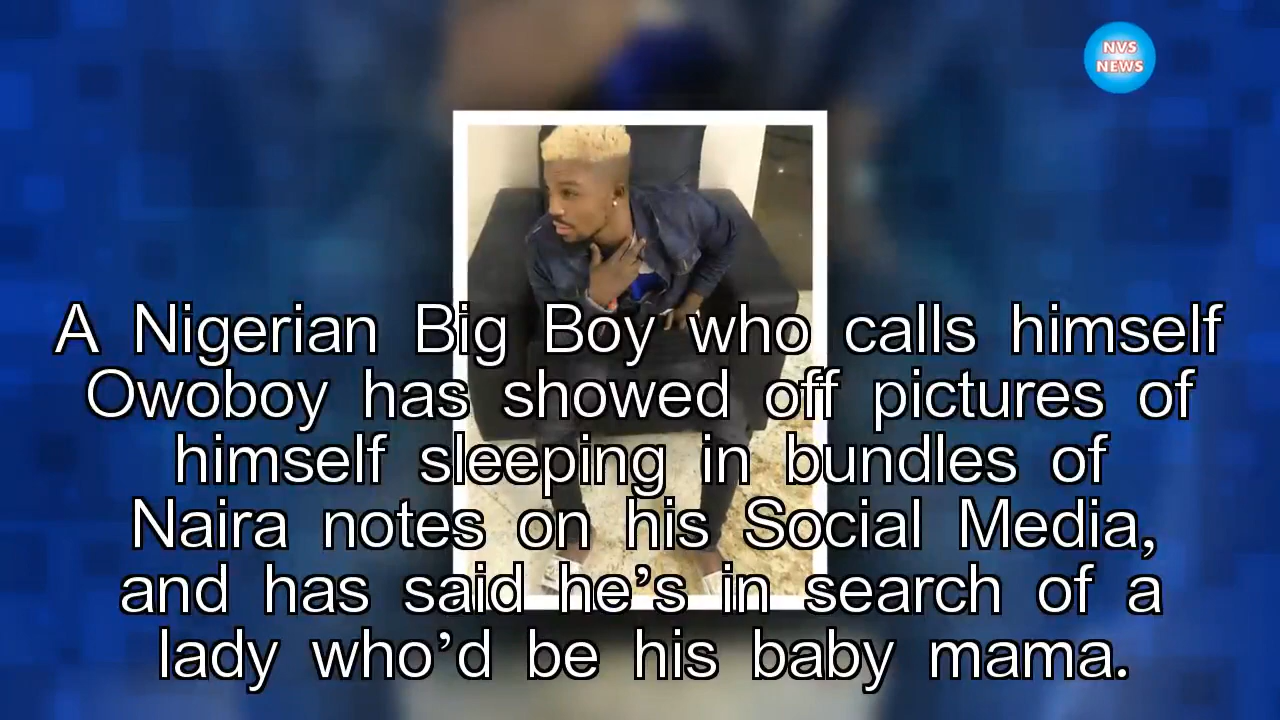 NVS
NEWS
A Nigerian Big Boy who calls himself
Owoboy has showed off pictures of
himself sleeping in bundles of
Naira notes on his Social Media,
and has said he’s in search of a
lady who’d be his baby mama.